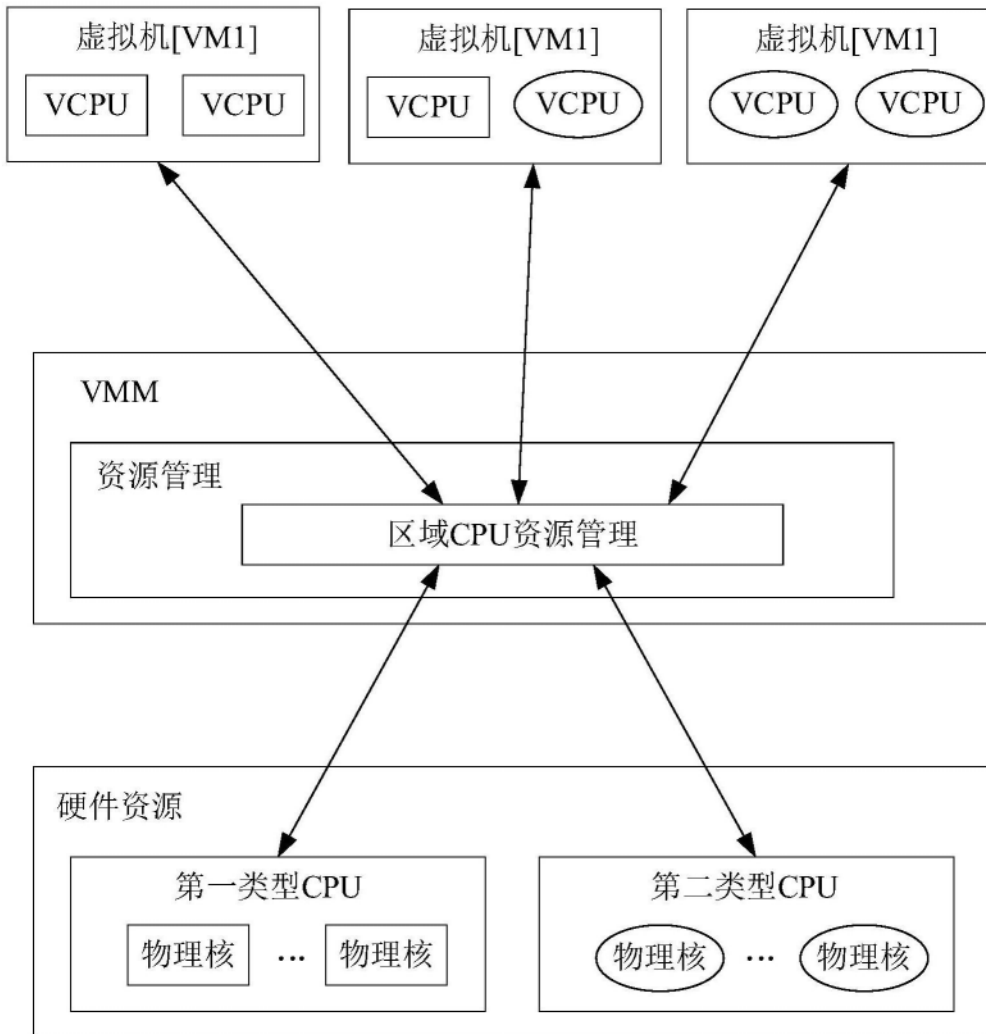 虚拟机[VM1] 虚拟机[VM1] 虚拟机[VM1]
VCPU VCPU VCPU VCPU VCPU VCPU
VMM
资源管理
区域CPU资源管理
硬件资源
第一类型CPU 第二类型CPU
物理核 … 物理核 物理核 … 物理核